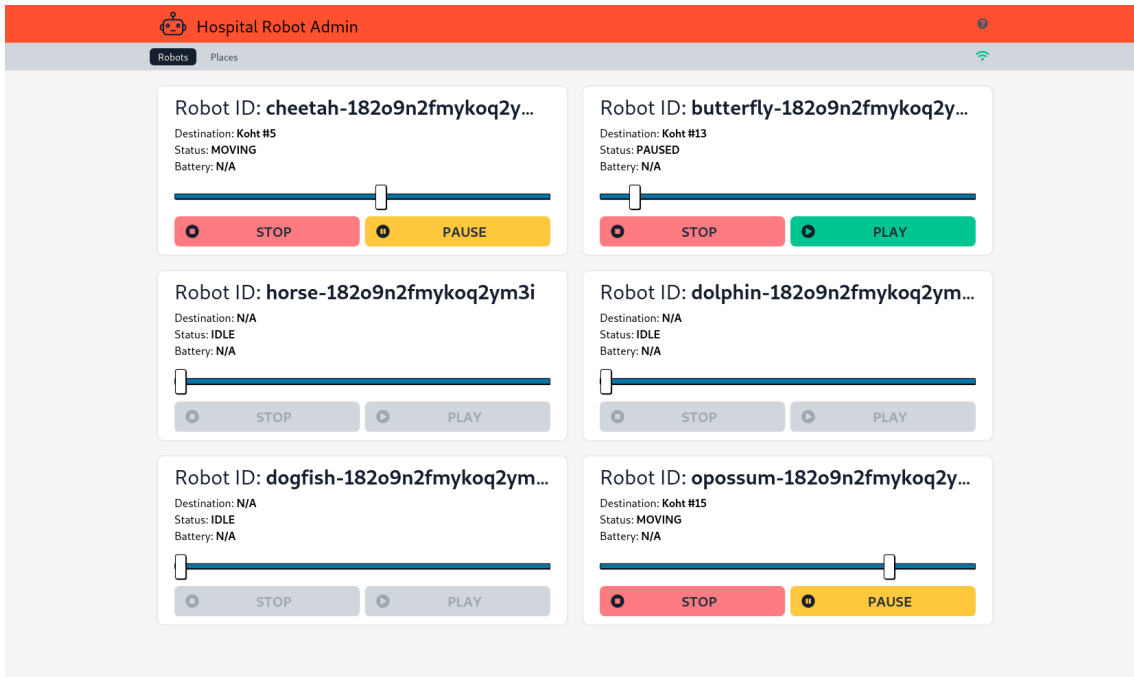 Hospital Robot Admin
Robots Places
Robot ID: cheetah-182o9n2fmykoq2y...
Destination: Koht #5
Status: MOVING
Battery: N/A
STOP PAUSE
Robot ID: butterfly-182o9n2fmykoq2y...
Destination: Koht #13
Status: PAUSED
Battery: N/A
STOP PLAY
Robot ID: horse-182o9n2fmykoq2ym3i
Destination: N/A
Status: IDLE
Battery: N/A
STOP PLAY
Robot ID: dolphin-182o9n2fmykoq2ym...
Destination: N/A
Status: IDLE
Battery: N/A
STOP PLAY
Robot ID: dogfish-182o9n2fmykoq2ym...
Destination: N/A
Status: IDLE
Battery: N/A
STOP PLAY
Robot ID: opossum-182o9n2fmykoq2y...
Destination: Koht #15
Status: MOVING
Battery: N/A
STOP PAUSE